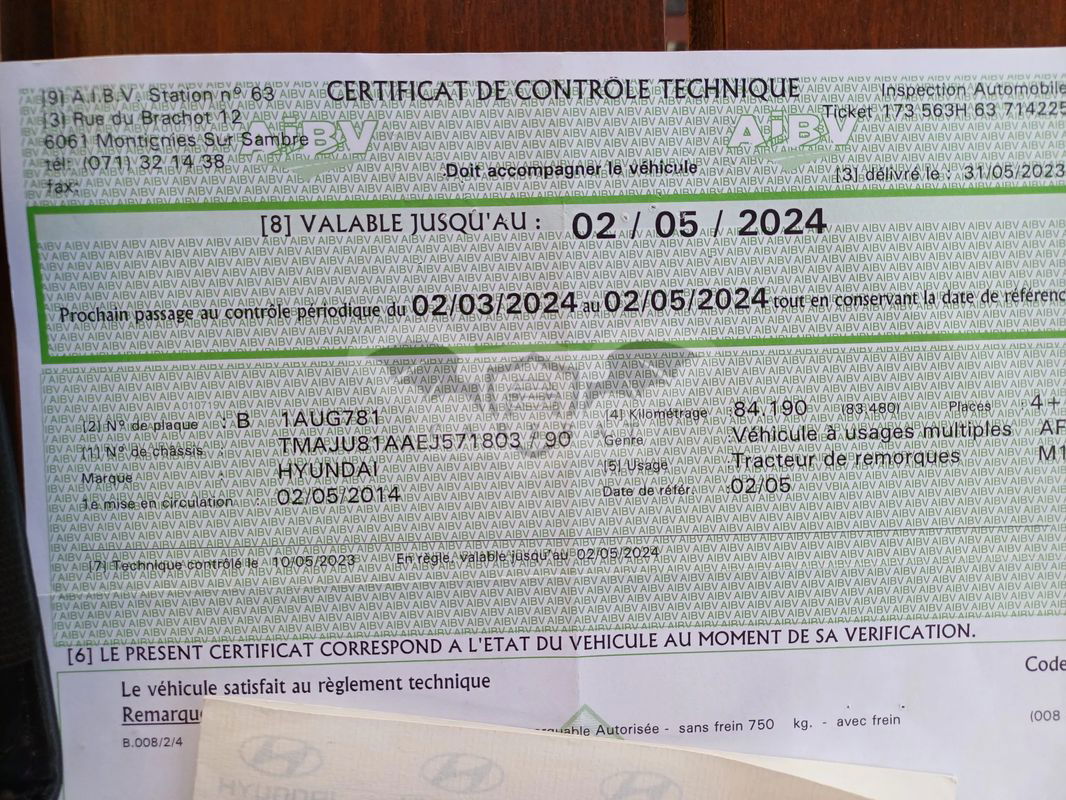 [9] A.I.B.V. Station n° 63
CERTIFICAT DE CONTRÔLE TECHNIQUE
Inspection Automobile
[3] Rue du Brachot 12
Ticket 173 563H 63 714225
6061 Montignies Sur Sambre
AIBV
AIBV
tél: (071) 32 14 38
Doit accompagner le véhicule
[3] délivré le : 31/05/2023
fax:
[8] VALABLE JUSQU'AU : 02 / 05 / 2024
Prochain passage au contrôle périodique du 02/03/2024 au 02/05/2024 tout en conservant la date de référenc
[2] N° de plaque : B 1AUG781
[4] Kilométrage :84.190 (83.480) Places 4+
[1] N° de châssis : TMAJU81AAEJ571803 / 90
Genre :Véhicule à usages multiples AF
Marque : HYUNDAI
[5] Usage :Tracteur de remorques M1
1e mise en circulation : 02/05/2014
Date de référ. :02/05
[7] Technique contrôlé le 10/05/2023 En règle, valable jusqu'au 02/05/2024
[6] LE PRESENT CERTIFICAT CORRESPOND A L'ETAT DU VEHICULE AU MOMENT DE SA VERIFICATION.
Code
Le véhicule satisfait au règlement technique
Remarqu
quable Autorisée - sans frein 750 kg. - avec frein
(008
B.008/2/4
HYUNDAI